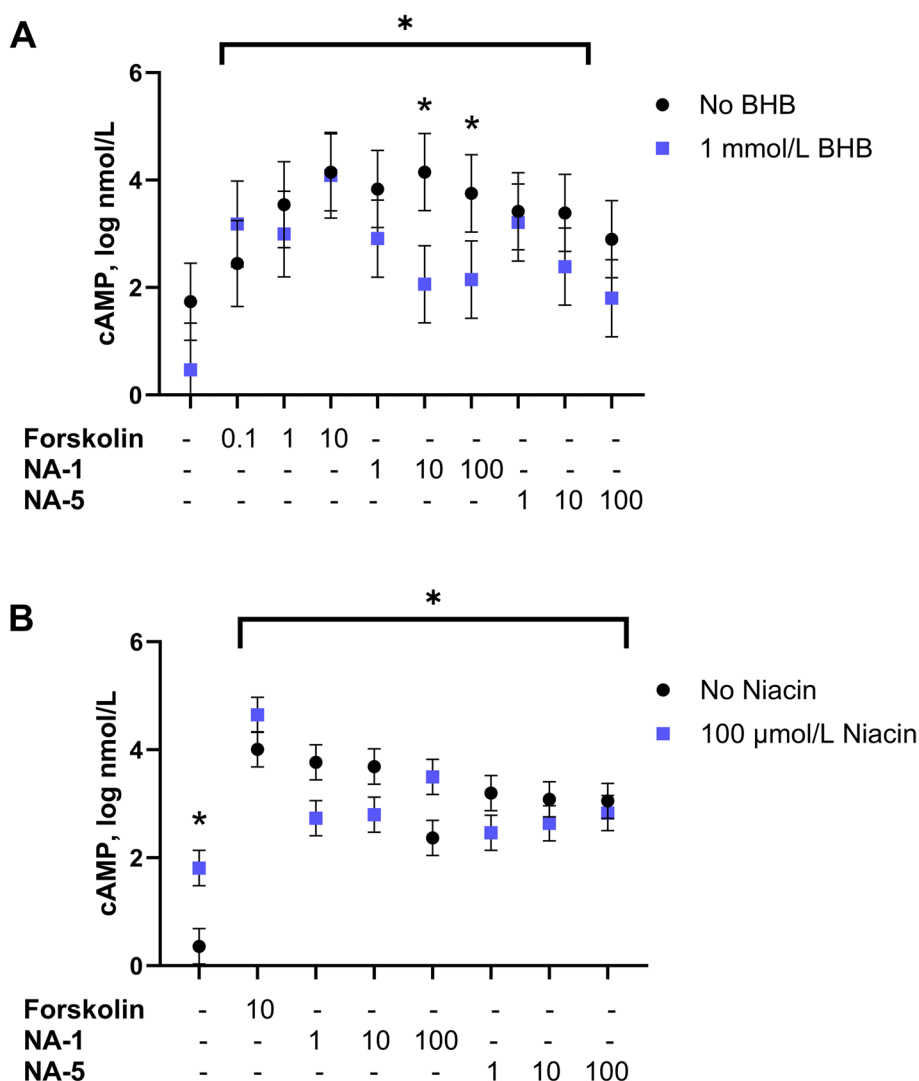 A
*
* *
6
4
2
0
cAMP, log nmol/L
No BHB
1 mmol/L BHB
Forskolin - 0.1 1 10 - - - - - -
NA-1 - - - - 1 10 100 - - -
NA-5 - - - - - - - 1 10 100
B
*
*
6
4
2
0
cAMP, log nmol/L
No Niacin
100 µmol/L Niacin
Forskolin - 10 - - - - - -
NA-1 - - 1 10 100 - - -
NA-5 - - - - - 1 10 100